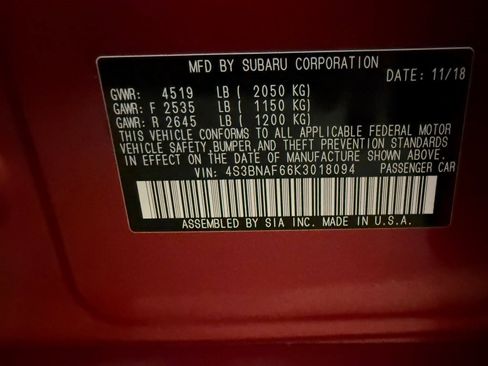 MFD BY SUBARU CORPORATION
DATE: 11/18
GVWR: 4519 LB ( 2050 KG)
GAWR: F 2535 LB ( 1150 KG)
GAWR: R 2645 LB ( 1200 KG)
THIS VEHICLE CONFORMS TO ALL APPLICABLE FEDERAL MOTOR
VEHICLE SAFETY,BUMPER,AND THEFT PREVENTION STANDARDS
IN EFFECT ON THE DATE OF MANUFACTURE SHOWN ABOVE.
VIN: 4S3BNAF66K3018094 PASSENGER CAR
ASSEMBLED BY SIA INC. MADE IN U.S.A.